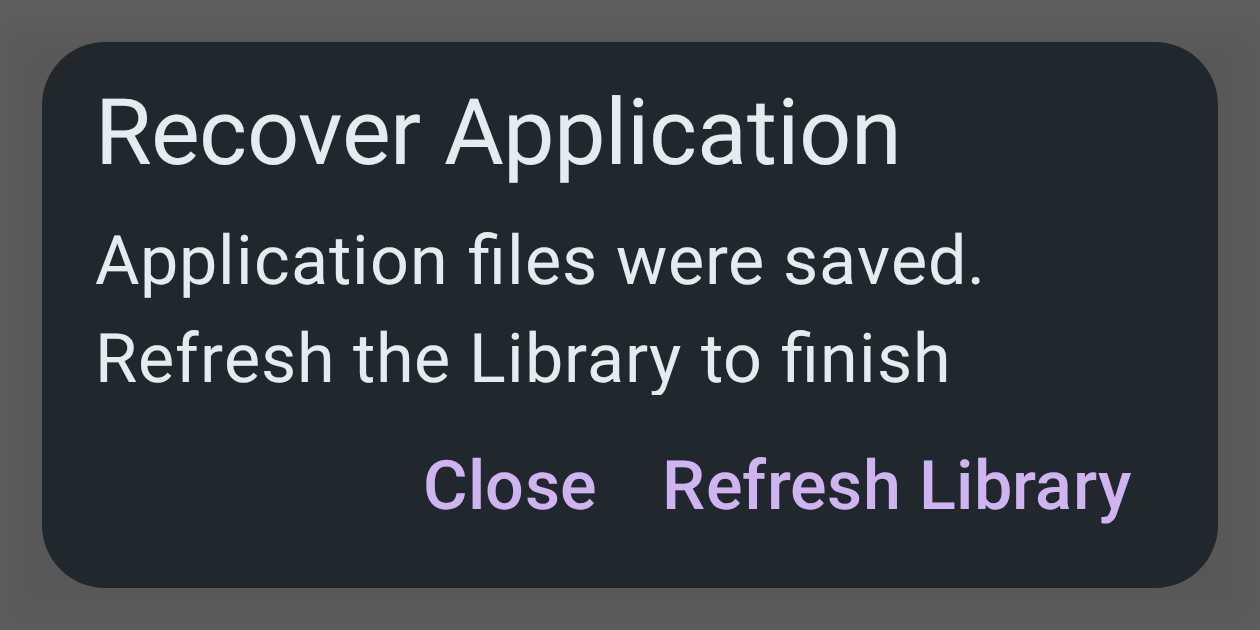 Recover Application
Application files were saved.
Refresh the Library to finish
Close Refresh Library